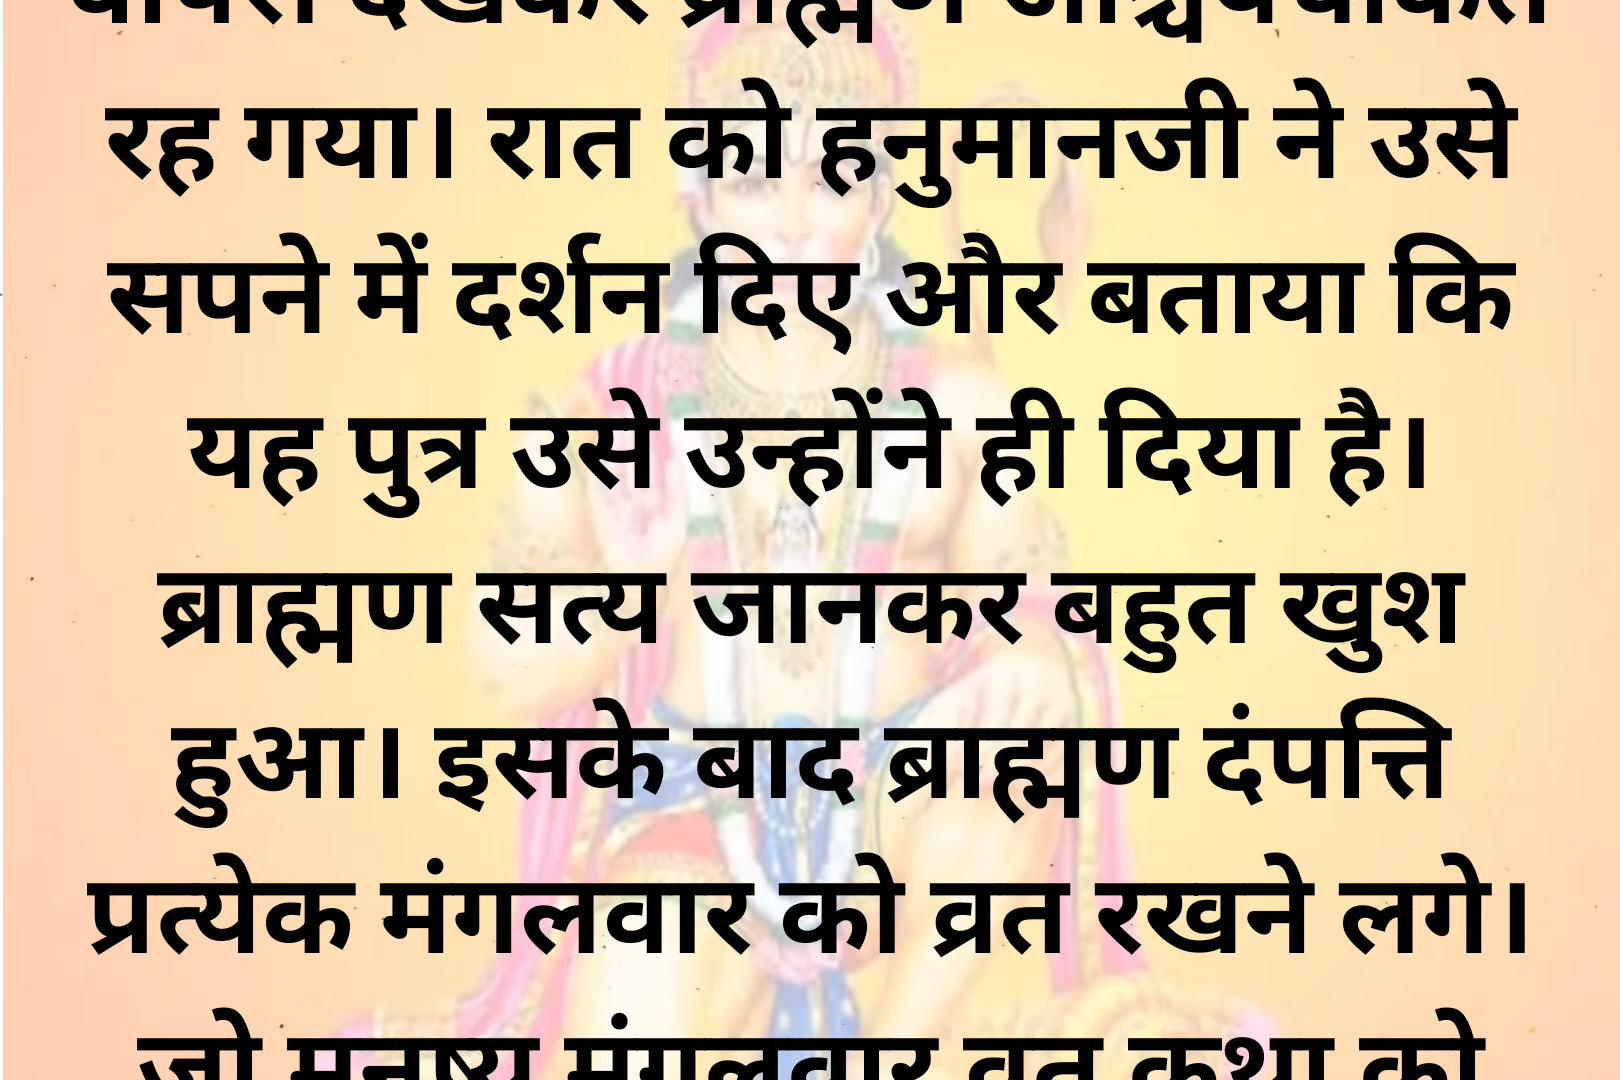 वापस देखकर ब्राह्मण आश्चर्यचकित
रह गया। रात को हनुमानजी ने उसे
सपने में दर्शन दिए और बताया कि
यह पुत्र उसे उन्होंने ही दिया है।
ब्राह्मण सत्य जानकर बहुत खुश
हुआ। इसके बाद ब्राह्मण दंपत्ति
प्रत्येक मंगलवार को व्रत रखने लगे।
जो मनुष्य मंगलवार व्रत कथा को